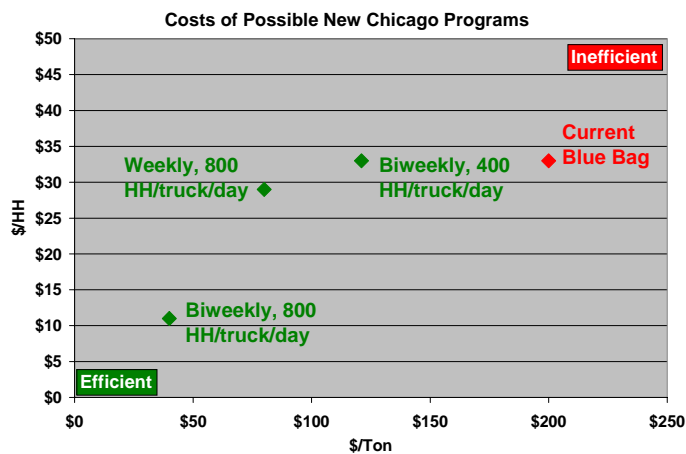 Costs of Possible New Chicago Programs
$50
Inefficient
$45
$40
Current
Blue Bag
$35
Weekly, 800
HH/truck/day
Biweekly, 400
HH/truck/day
$30
$/HH
$25
$20
$15
Biweekly, 800
HH/truck/day
$10
$5
Efficient
$0
$0 $50 $100 $150 $200 $250
$/Ton